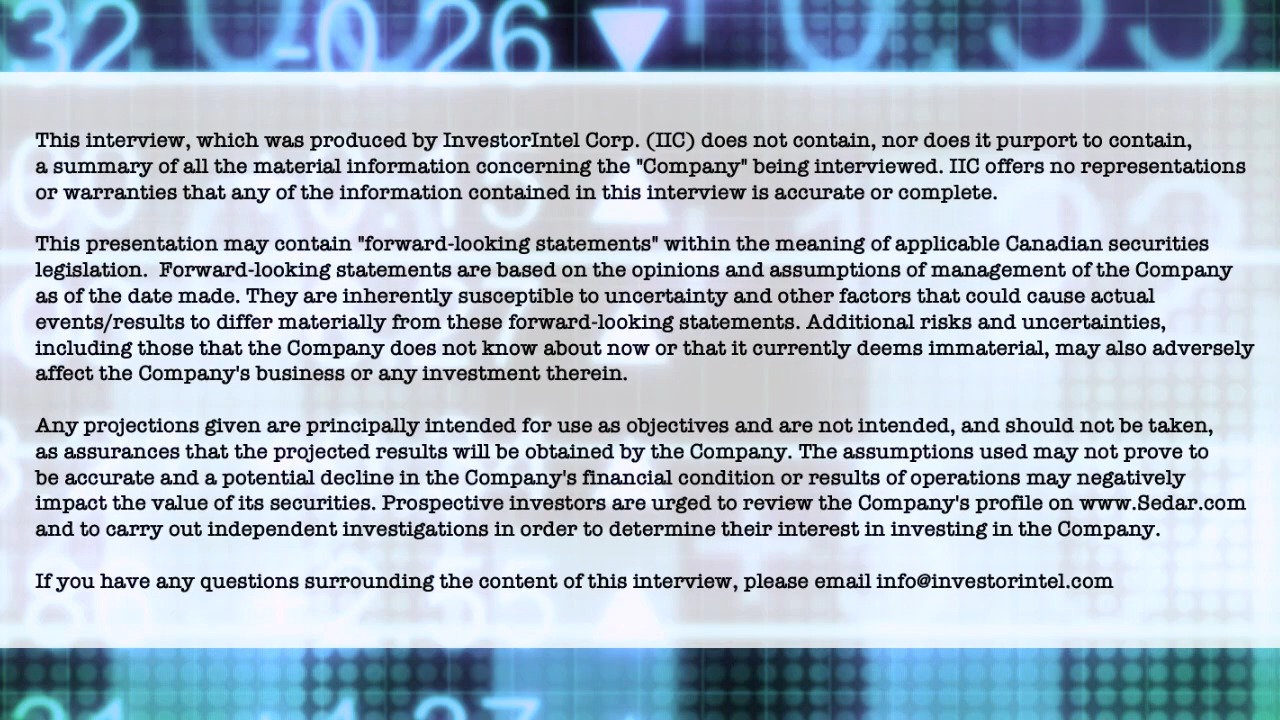 32 -0.26 ▼ 0.55
This interview, which was produced by InvestorIntel Corp. (IIC) does not contain, nor does it purport to contain,
a summary of all the material information concerning the "Company" being interviewed. IIC offers no representations
or warranties that any of the information contained in this interview is accurate or complete.
This presentation may contain "forward-looking statements" within the meaning of applicable Canadian securities
legislation.  Forward-looking statements are based on the opinions and assumptions of management of the Company
as of the date made. They are inherently susceptible to uncertainty and other factors that could cause actual
events/results to differ materially from these forward-looking statements. Additional risks and uncertainties,
including those that the Company does not know about now or that it currently deems immaterial, may also adversely
affect the Company's business or any investment therein.
Any projections given are principally intended for use as objectives and are not intended, and should not be taken,
as assurances that the projected results will be obtained by the Company. The assumptions used may not prove to
be accurate and a potential decline in the Company's financial condition or results of operations may negatively
impact the value of its securities. Prospective investors are urged to review the Company's profile on www.Sedar.com
and to carry out independent investigations in order to determine their interest in investing in the Company.
If you have any questions surrounding the content of this interview, please email info@investorintel.com